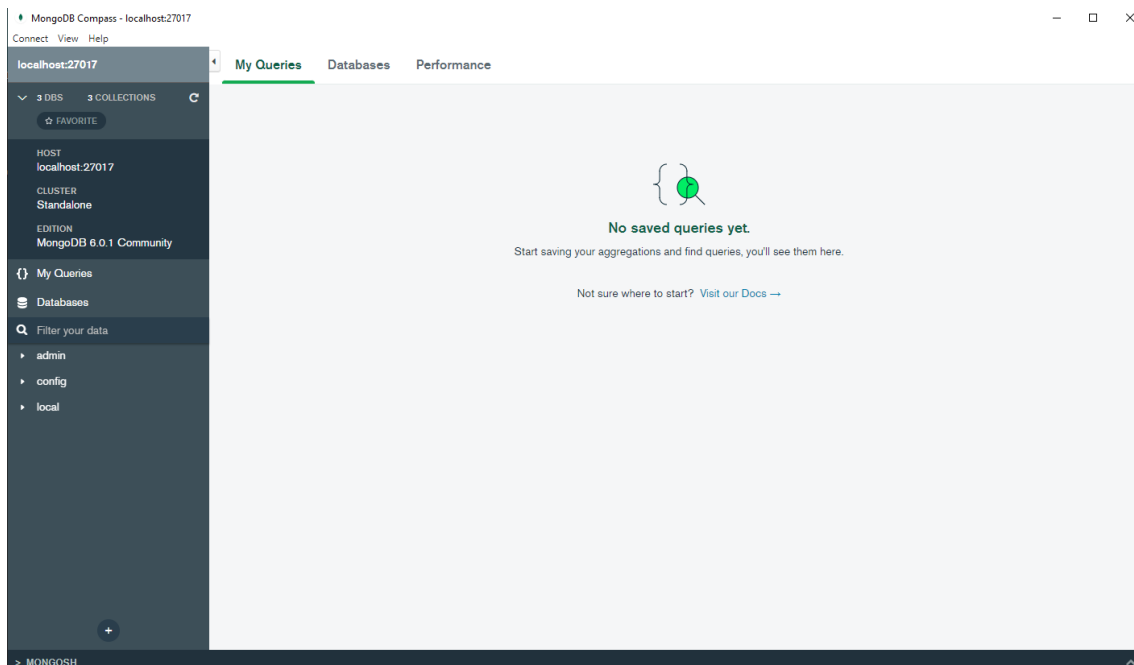 MongoDB Compass - localhost:27017
Connect View Help
localhost:27017
My Queries Databases Performance
3 DBS 3 COLLECTIONS
FAVORITE
HOST
localhost:27017
CLUSTER
Standalone
EDITION
MongoDB 6.0.1 Community
{} My Queries
Databases
Filter your data
admin
config
local
No saved queries yet.
Start saving your aggregations and find queries, you'll see them here.
Not sure where to start? Visit our Docs →
+
> MONGOSH